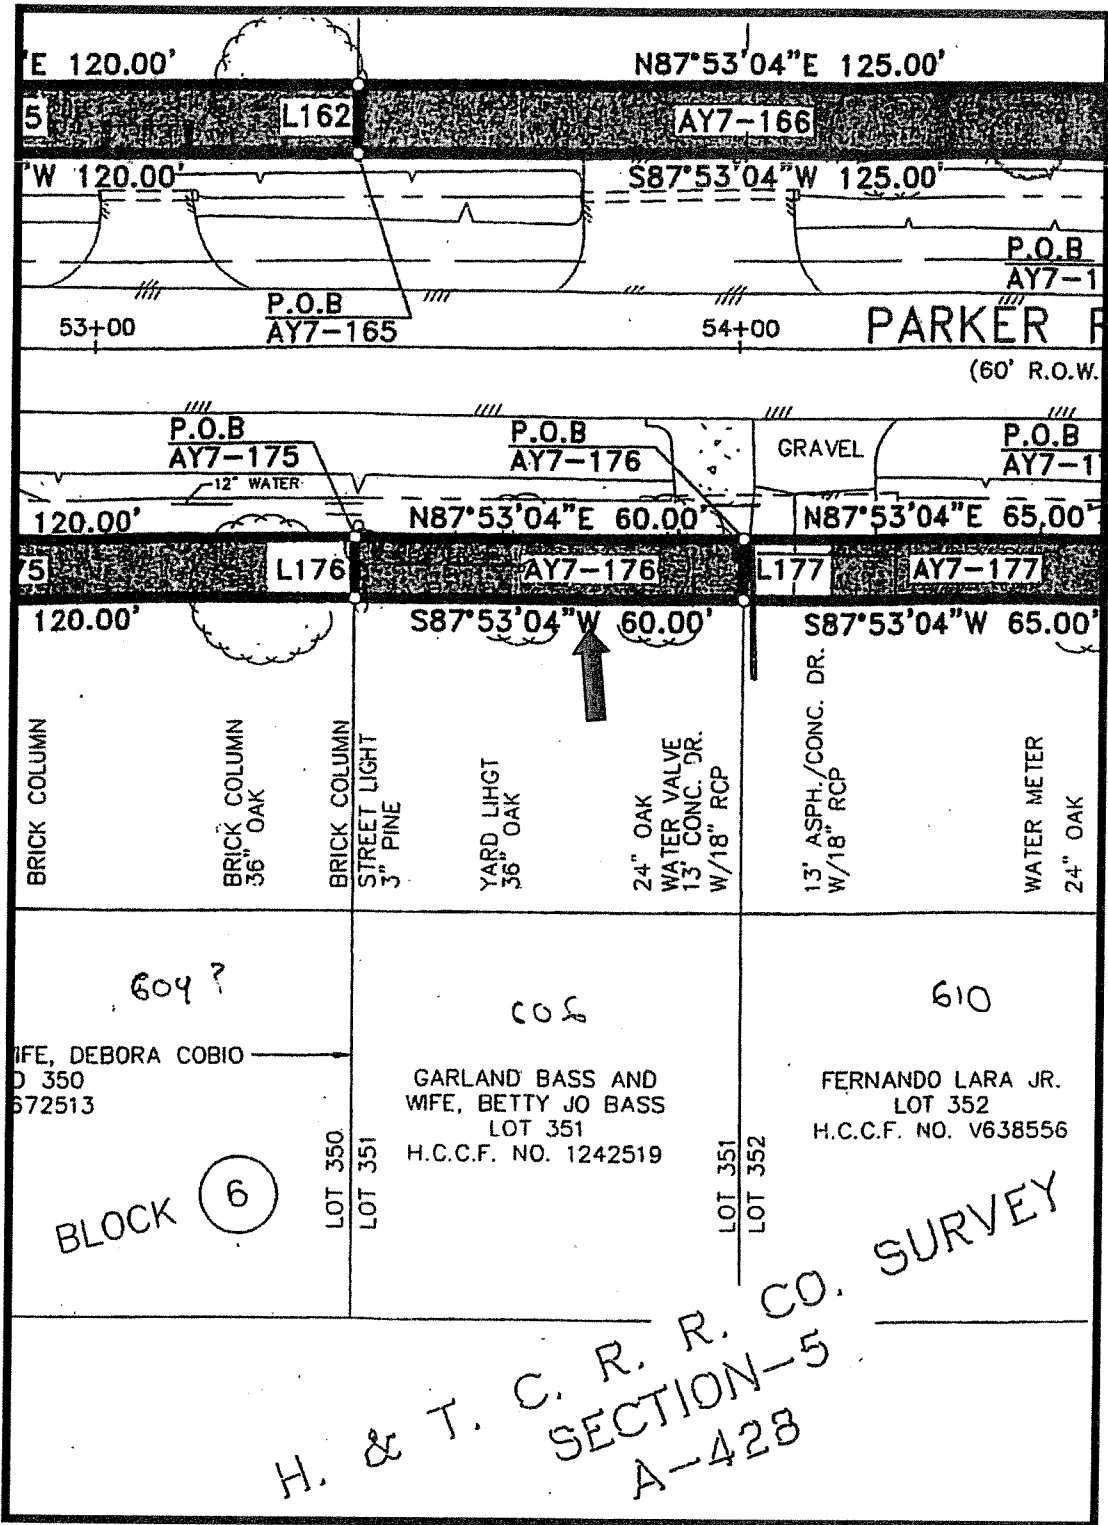 'E 120.00'
N87°53'04"E 125.00'
5
L162
AY7-166
'W 120.00'
S87°53'04"W 125.00'
P.O.B
AY7-1
P.O.B
AY7-165
53+00
54+00
PARKER R
(60' R.O.W.
P.O.B
AY7-175
P.O.B
AY7-176
GRAVEL
P.O.B
AY7-17
12" WATER
120.00'
N87°53'04"E 60.00'
N87°53'04"E 65.00'
75
L176
AY7-176
L177
AY7-177
120.00'
S87°53'04"W 60.00'
S87°53'04"W 65.00'
BRICK COLUMN
BRICK COLUMN
36" OAK
BRICK COLUMN
STREET LIGHT
3" PINE
YARD LIHGT
36" OAK
24" OAK
WATER VALVE
13' CONC. DR.
W/18" RCP
13' ASPH./CONC. DR.
W/18" RCP
WATER METER
24" OAK
604 ?
610
IFE, DEBORA COBIO
350
672513
GARLAND BASS AND
WIFE, BETTY JO BASS
LOT 351
H.C.C.F. NO. 1242519
FERNANDO LARA JR.
LOT 352
H.C.C.F. NO. V638556
LOT 350
LOT 351
LOT 351
LOT 352
BLOCK 6
H. & T. C. R. R. CO. SURVEY
SECTION-5
A-428